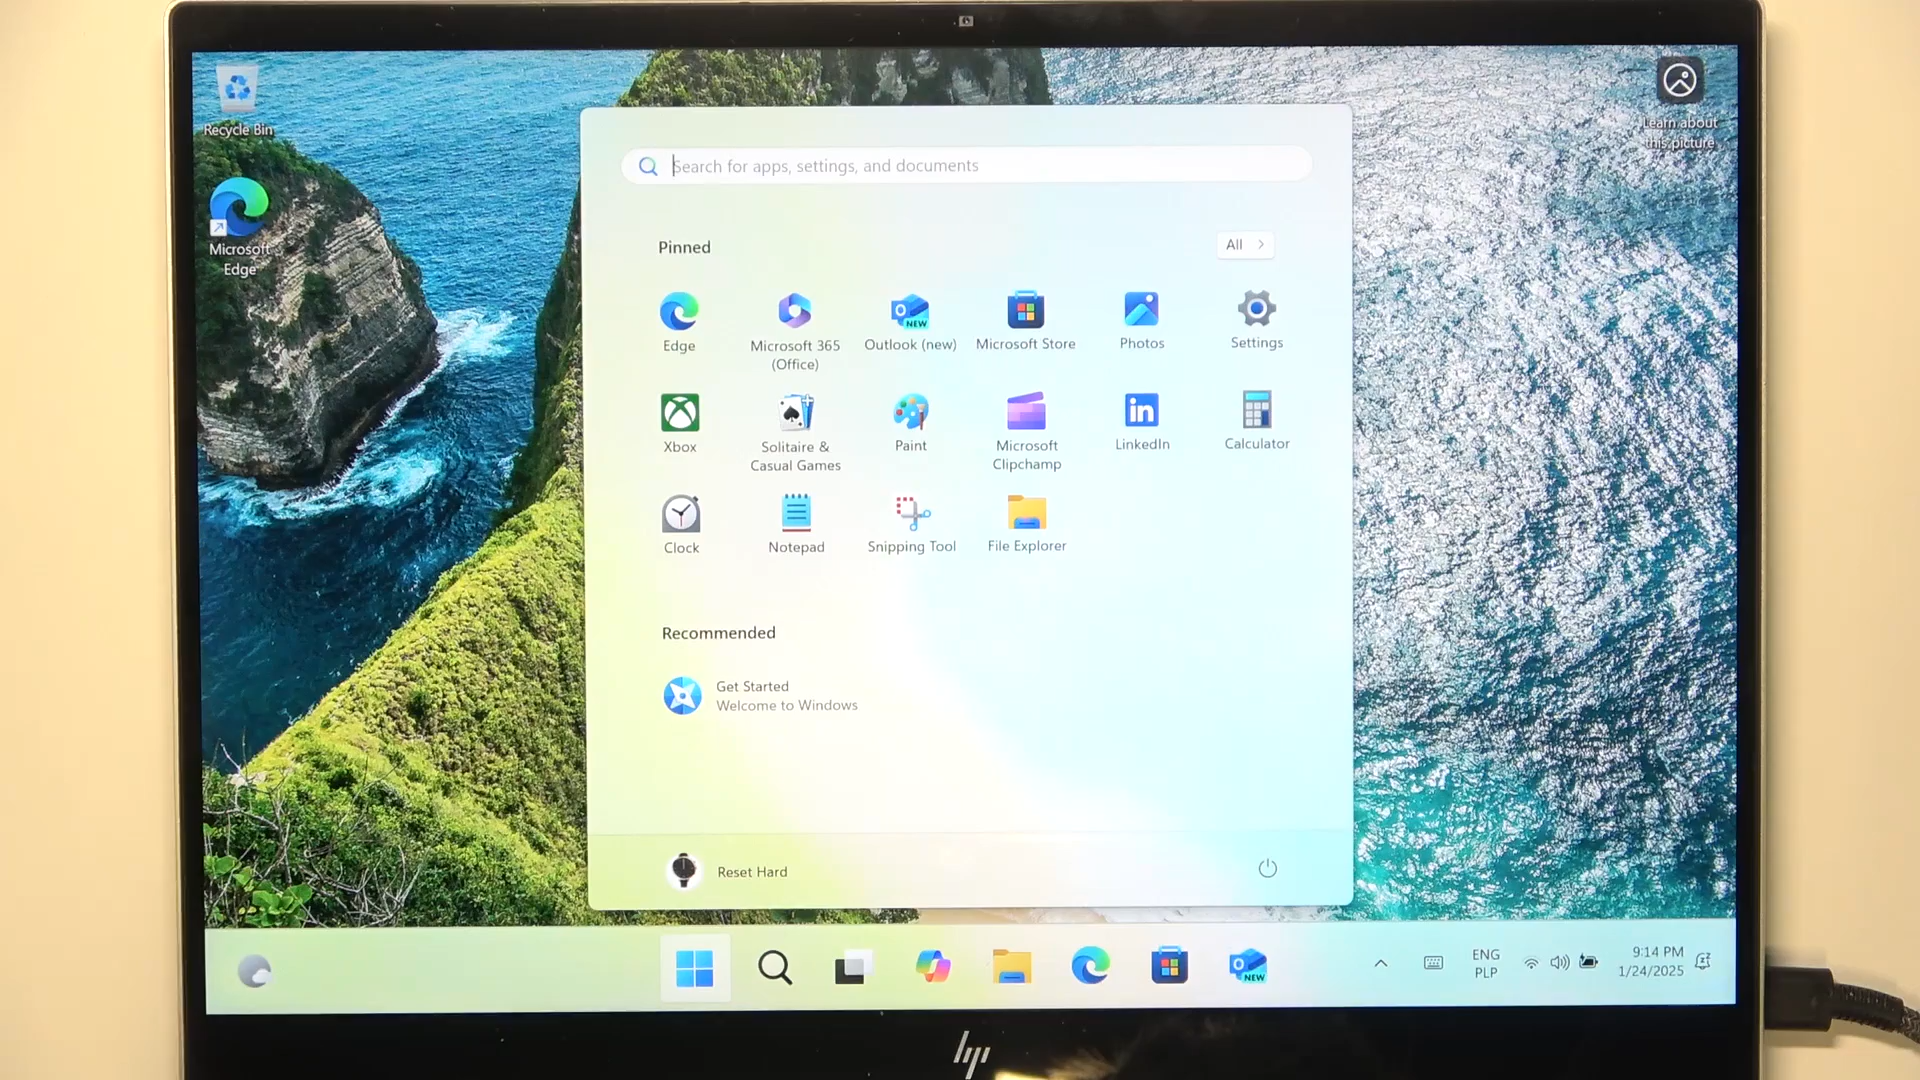 Recycle Bin
Microsoft
Edge
Learn about
this picture
Search for apps, settings, and documents
Pinned
All
Edge
Microsoft 365
(Office)
Outlook (new)
Microsoft Store
Photos
Settings
Xbox
Solitaire &
Casual Games
Paint
Microsoft
Clipchamp
LinkedIn
Calculator
Clock
Notepad
Snipping Tool
File Explorer
Recommended
Get Started
Welcome to Windows
Reset Hard
ENG
PLP
9:14 PM
1/24/2025
hp